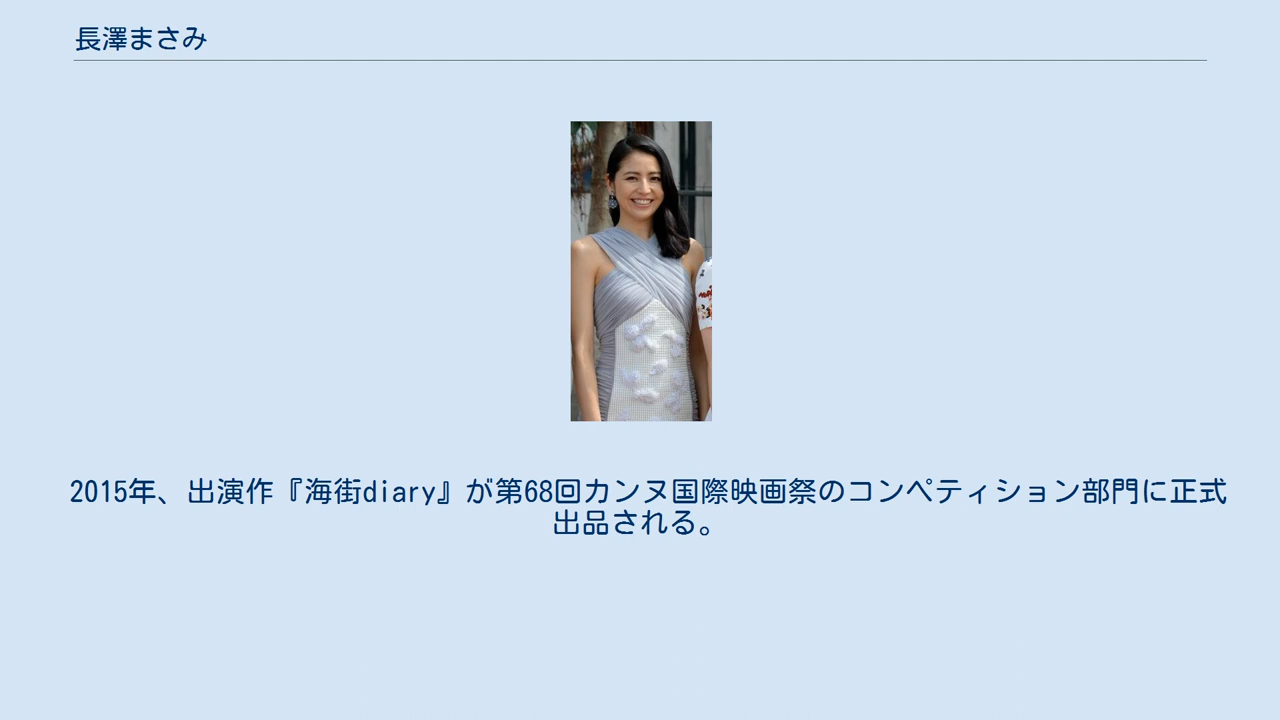 長澤まさみ
2015年、出演作『海街diary』が第68回カンヌ国際映画祭のコンペティション部門に正式
出品される。